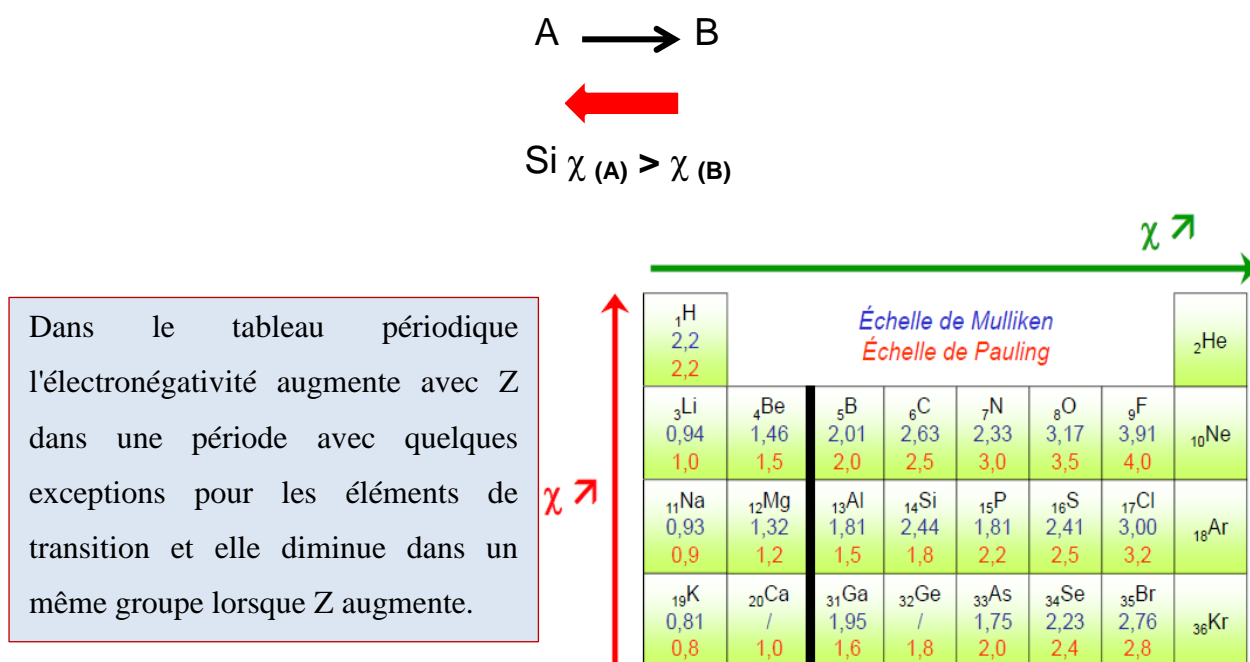 A → B
Si χ (A) > χ (B)
χ ↗
Dans le tableau périodique
l'électronégativité augmente avec Z
dans une période avec quelques
exceptions pour les éléments de
transition et elle diminue dans un
même groupe lorsque Z augmente.
χ ↗
1H Échelle de Mulliken 2He
2,2 Échelle de Pauling
2,2
3Li 4Be 5B 6C 7N 8O 9F 10Ne
0,94 1,46 2,01 2,63 2,33 3,17 3,91
1,0 1,5 2,0 2,5 3,0 3,5 4,0
11Na 12Mg 13Al 14Si 15P 16S 17Cl 18Ar
0,93 1,32 1,81 2,44 1,81 2,41 3,00
0,9 1,2 1,5 1,8 2,2 2,5 3,2
19K 20Ca 31Ga 32Ge 33As 34Se 35Br 36Kr
0,81 / 1,95 / 1,75 2,23 2,76
0,8 1,0 1,6 1,8 2,0 2,4 2,8